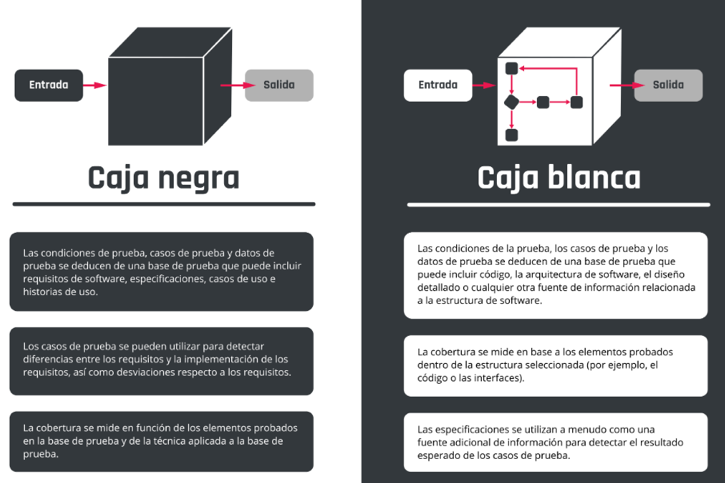 Entrada
Salida
Caja negra
Las condiciones de prueba, casos de prueba y datos de
prueba se deducen de una base de prueba que puede incluir
requisitos de software, especificaciones, casos de uso e
historias de uso.
Los casos de prueba se pueden utilizar para detectar
diferencias entre los requisitos y la implementación de los
requisitos, así como desviaciones respecto a los requisitos.
La cobertura se mide en función de los elementos probados
en la base de prueba y de la técnica aplicada a la base de
prueba.
Entrada
Salida
Caja blanca
Las condiciones de la prueba, los casos de prueba y los
datos de prueba se deducen de una base de prueba que
puede incluir código, la arquitectura de software, el diseño
detallado o cualquier otra fuente de información relacionada
a la estructura de software.
La cobertura se mide en base a los elementos probados
dentro de la estructura seleccionada (por ejemplo, el
código o las interfaces).
Las especificaciones se utilizan a menudo como una
fuente adicional de información para detectar el resultado
esperado de los casos de prueba.